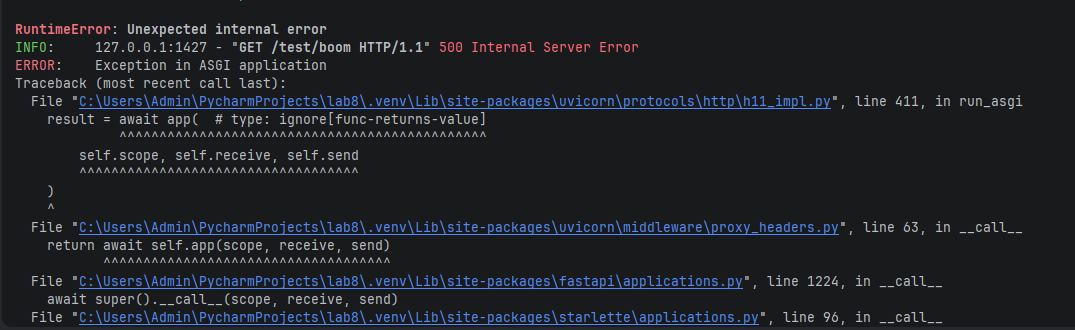 RuntimeError: Unexpected internal error
INFO:     127.0.0.1:1427 - "GET /test/boom HTTP/1.1" 500 Internal Server Error
ERROR:    Exception in ASGI application
Traceback (most recent call last):
  File "C:\Users\Admin\PycharmProjects\lab8\.venv\Lib\site-packages\uvicorn\protocols\http\h11_impl.py", line 411, in run_asgi
    result = await app(  # type: ignore[func-returns-value]
             ^^^^^^^^^^^^^^^^^^^^^^^^^^^^^^^^^^^^^^^^^^^^^^
        self.scope, self.receive, self.send
        ^^^^^^^^^^^^^^^^^^^^^^^^^^^^^^^^^^^
    )
    ^
  File "C:\Users\Admin\PycharmProjects\lab8\.venv\Lib\site-packages\uvicorn\middleware\proxy_headers.py", line 63, in __call__
    return await self.app(scope, receive, send)
           ^^^^^^^^^^^^^^^^^^^^^^^^^^^^^^^^^^^^
  File "C:\Users\Admin\PycharmProjects\lab8\.venv\Lib\site-packages\fastapi\applications.py", line 1224, in __call__
    await super().__call__(scope, receive, send)
  File "C:\Users\Admin\PycharmProjects\lab8\.venv\Lib\site-packages\starlette\applications.py", line 96, in __call__